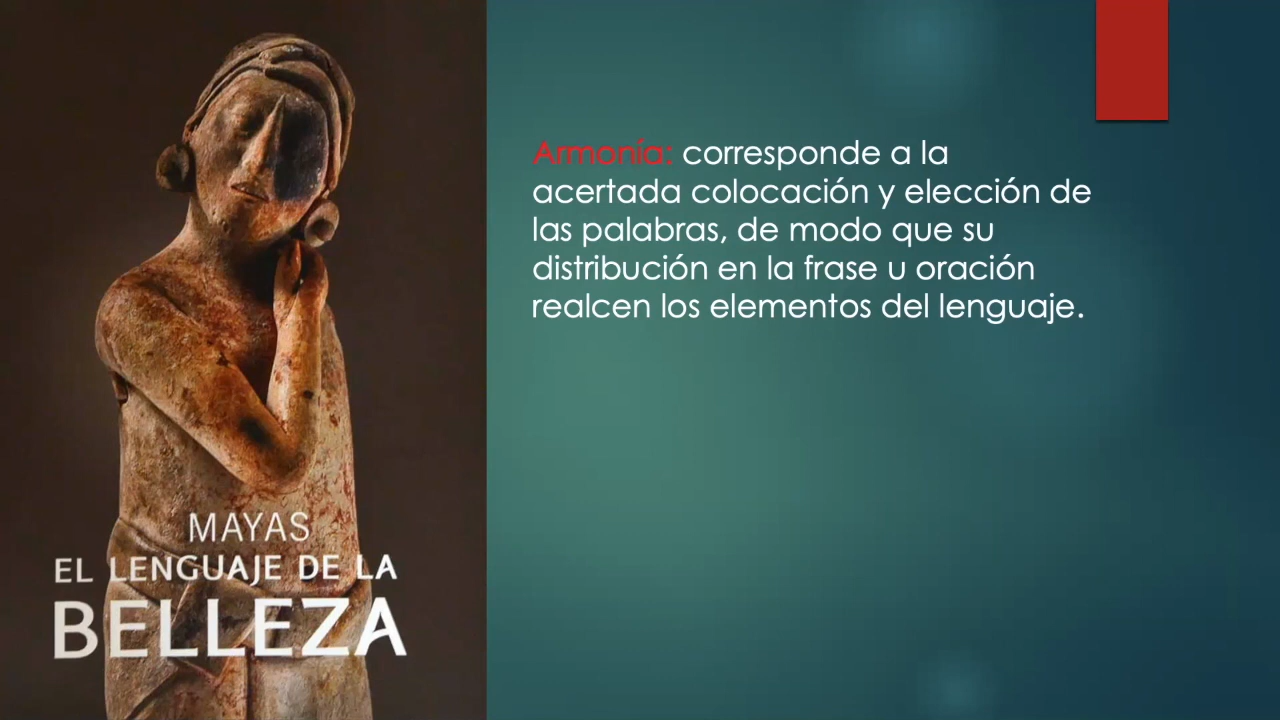 Armonía: corresponde a la
acertada colocación y elección de
las palabras, de modo que su
distribución en la frase u oración
realcen los elementos del lenguaje.
MAYAS
EL LENGUAJE DE LA
BELLEZA